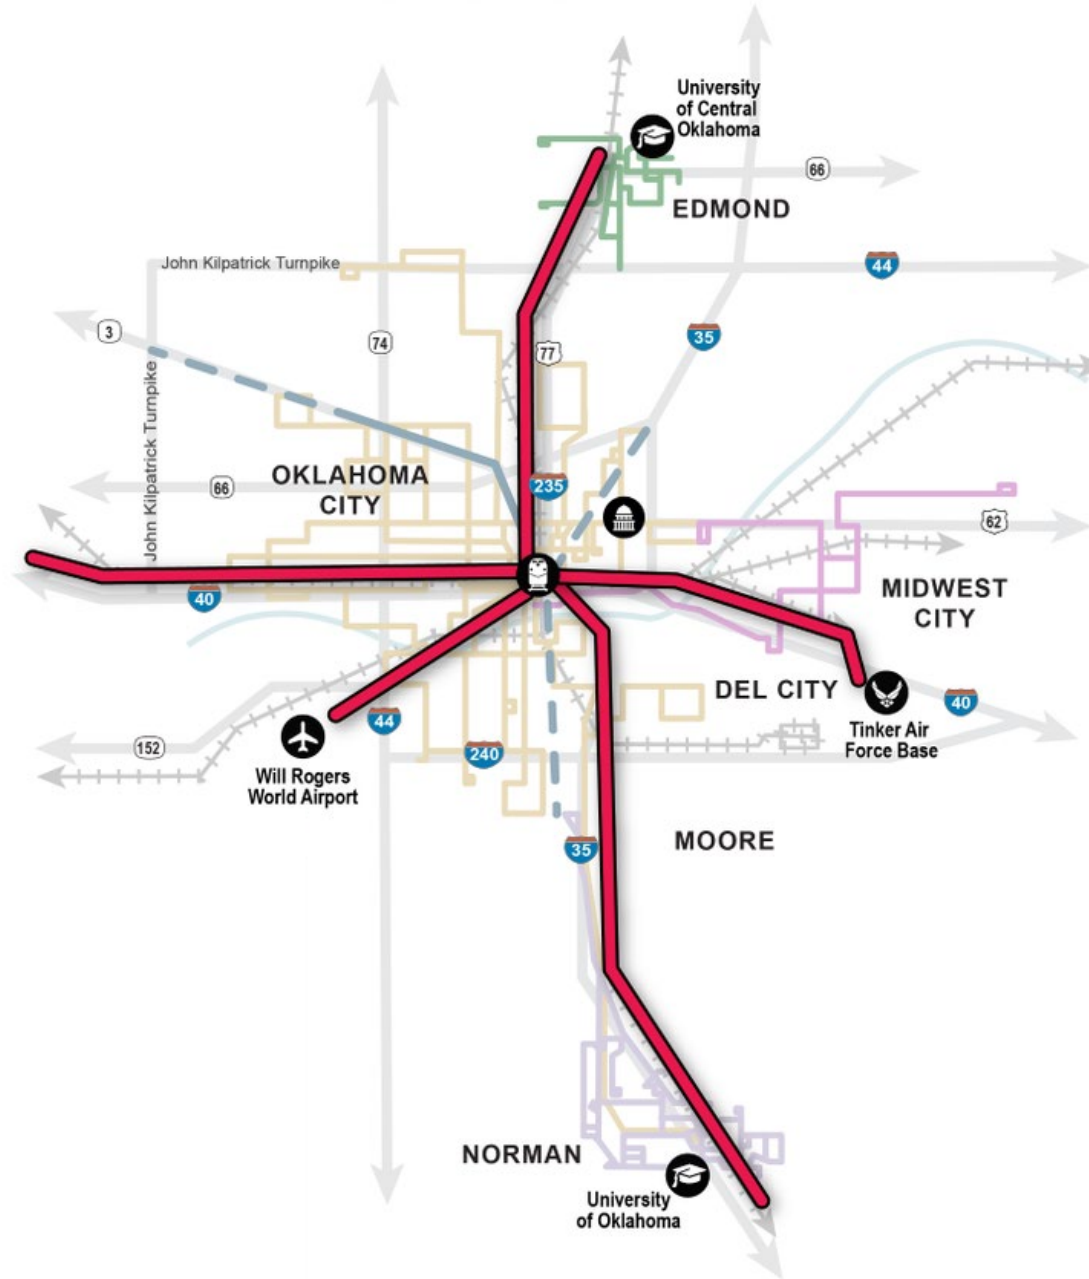 University
of Central
Oklahoma
66
EDMOND
John Kilpatrick Turnpike
44
3
35
74
77
John Kilpatrick Turnpike
OKLAHOMA
CITY
66
235
62
MIDWEST
CITY
40
DEL CITY
40
44
Tinker Air
Force Base
152
240
Will Rogers
World Airport
MOORE
35
NORMAN
University
of Oklahoma